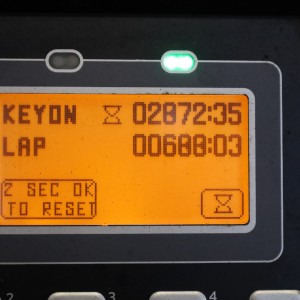 KEYON 02872:35
LAP 00688:03
2 SEC OK
TO RESET
2 3 4